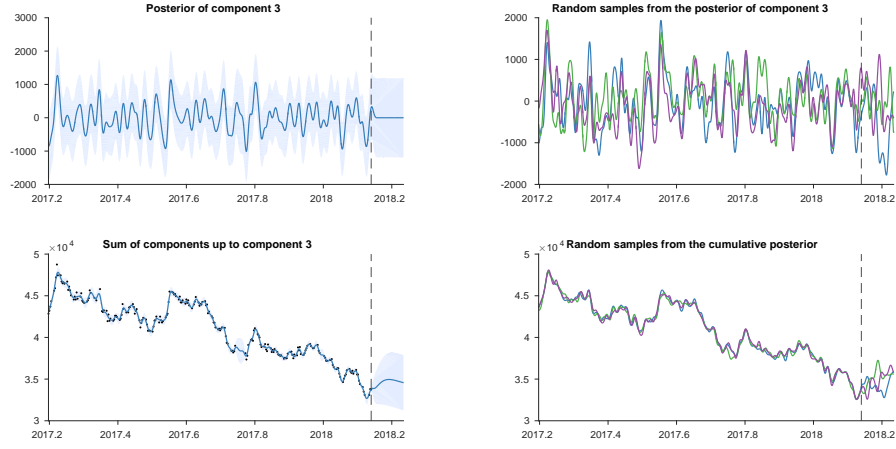 Posterior of component 3
3000
2000
1000
0
-1000
-2000
2017.2 2017.4 2017.6 2017.8 2018 2018.2
Random samples from the posterior of component 3
2000
1000
0
-1000
-2000
2017.2 2017.4 2017.6 2017.8 2018 2018.2
Sum of components up to component 3
×10⁴
5
4.5
4
3.5
3
2017.2 2017.4 2017.6 2017.8 2018 2018.2
Random samples from the cumulative posterior
×10⁴
5
4.5
4
3.5
3
2017.2 2017.4 2017.6 2017.8 2018 2018.2